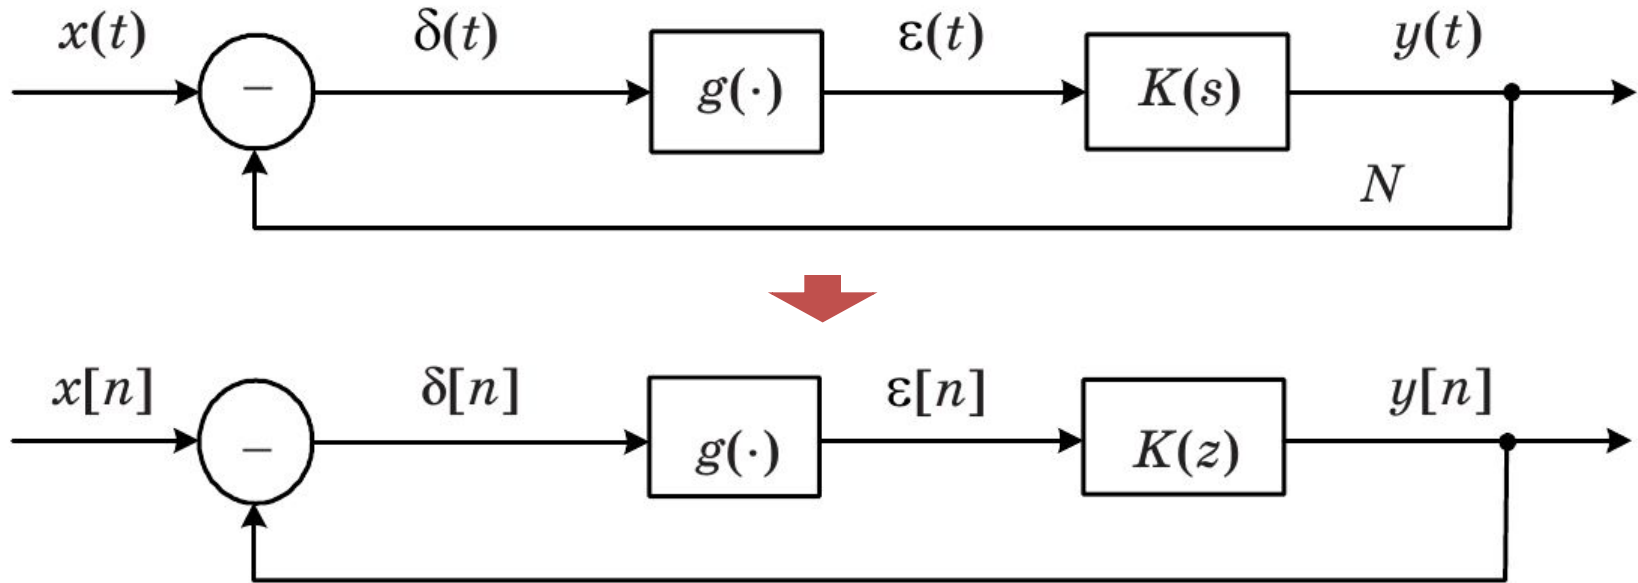 x(t) δ(t) ε(t) y(t)
− g(·) K(s)
N
x[n] δ[n] ε[n] y[n]
− g(·) K(z)